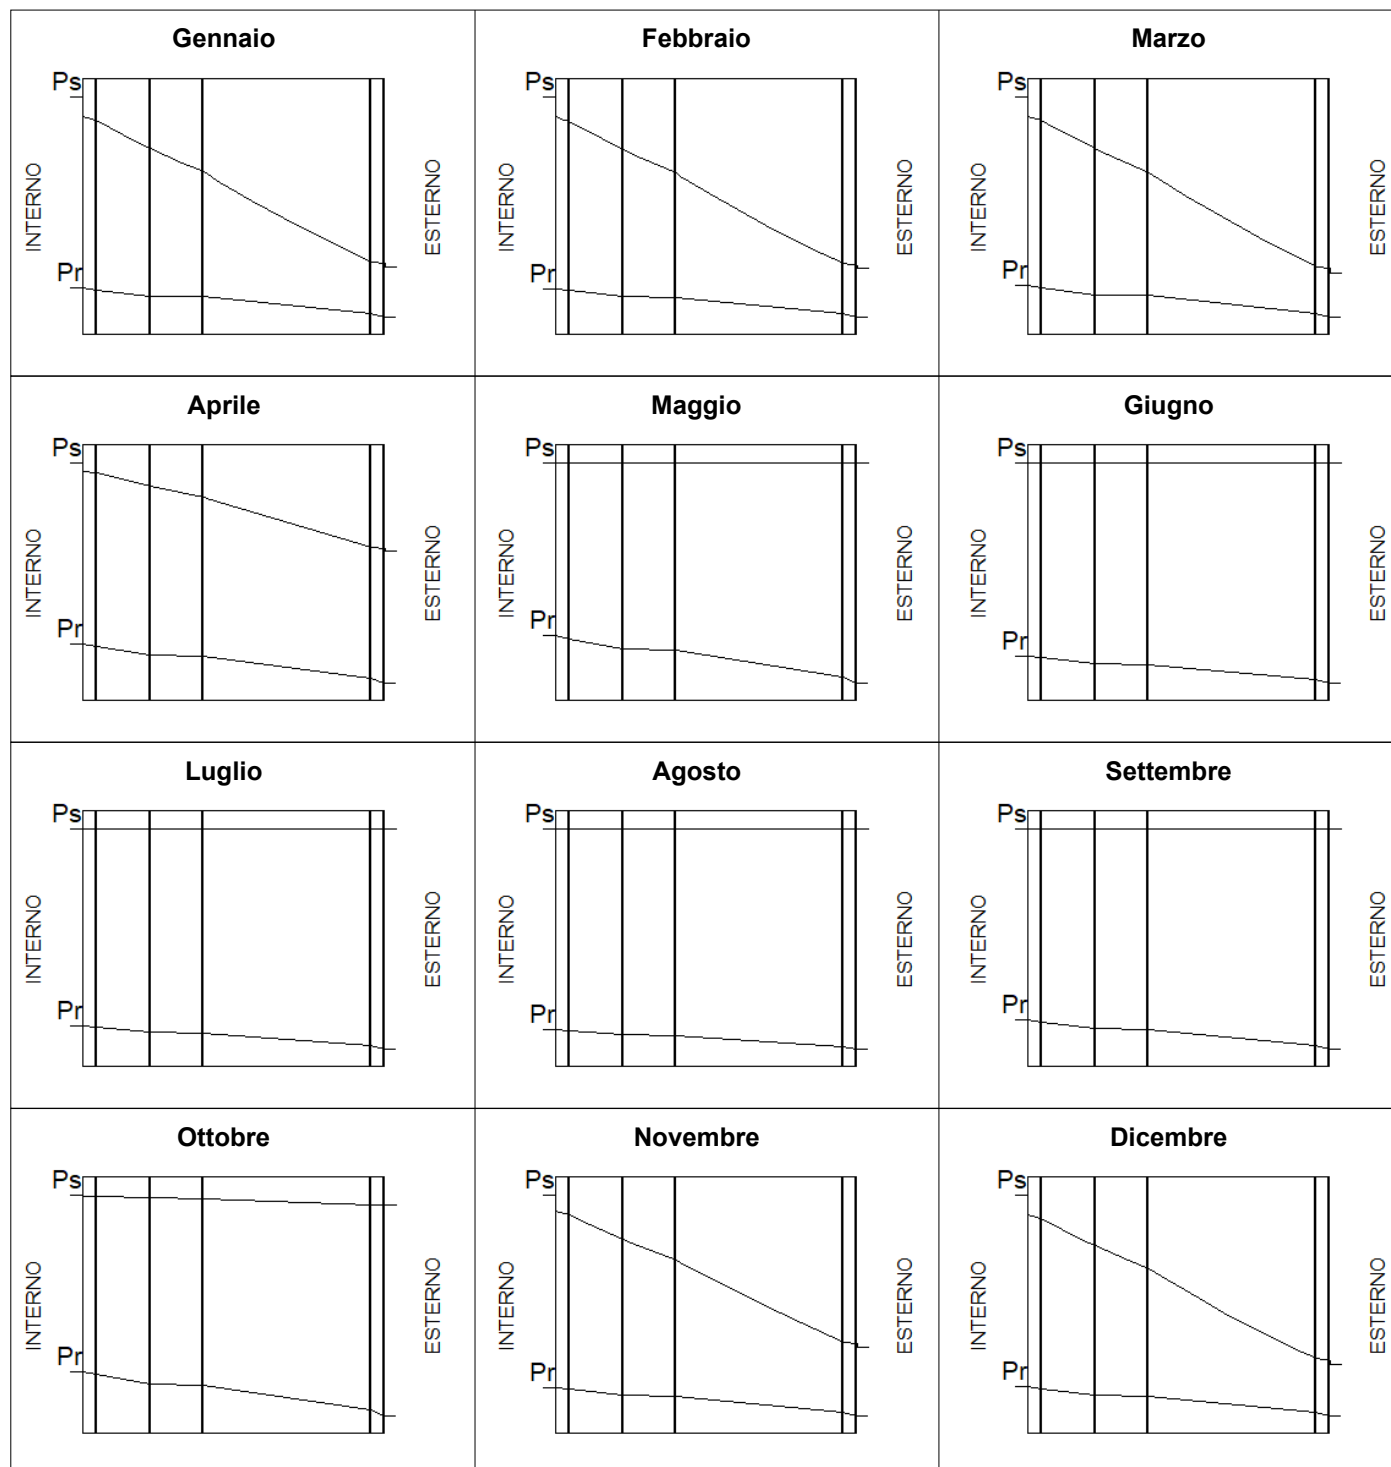 Gennaio
Febbraio
Marzo
Ps
Ps
Ps
INTERNO
ESTERNO
INTERNO
ESTERNO
INTERNO
ESTERNO
Pr
Pr
Pr
Aprile
Maggio
Giugno
Ps
Ps
Ps
INTERNO
ESTERNO
INTERNO
ESTERNO
INTERNO
ESTERNO
Pr
Pr
Pr
Luglio
Agosto
Settembre
Ps
Ps
Ps
INTERNO
ESTERNO
INTERNO
ESTERNO
INTERNO
ESTERNO
Pr
Pr
Pr
Ottobre
Novembre
Dicembre
Ps
Ps
Ps
INTERNO
ESTERNO
INTERNO
ESTERNO
INTERNO
ESTERNO
Pr
Pr
Pr